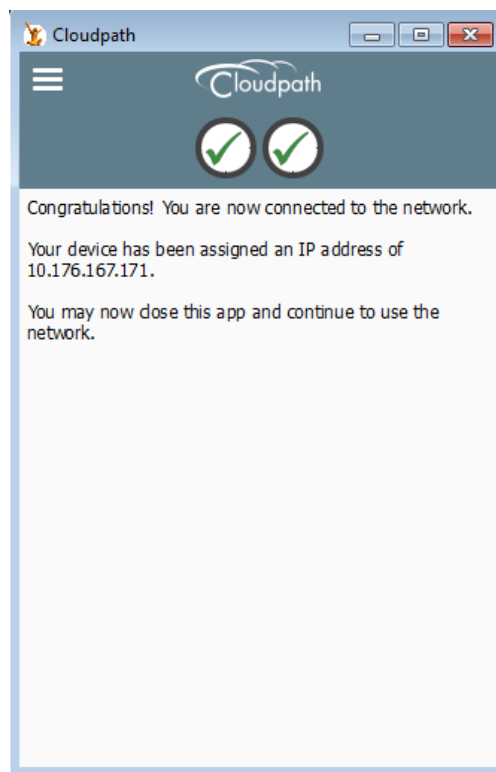 Cloudpath
Cloudpath
Congratulations! You are now connected to the network.
Your device has been assigned an IP address of
10.176.167.171.
You may now close this app and continue to use the
network.